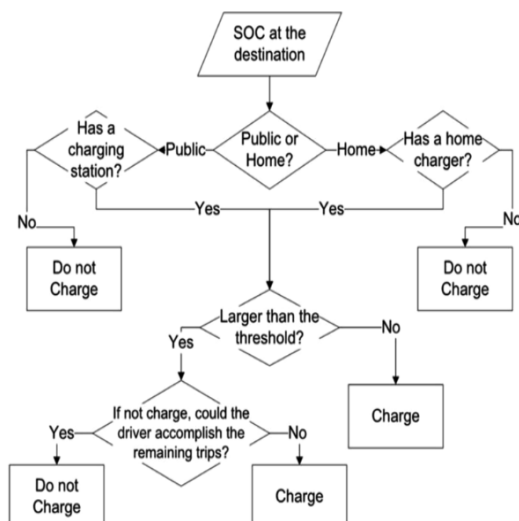 SOC at the
destination
Has a
charging
station?
Public
Public or
Home?
Home
Has a home
charger?
No
Yes
Yes
No
Do not
Charge
Do not
Charge
Larger than the
threshold?
Yes
No
If not charge, could the
driver accomplish the
remaining trips?
Charge
Yes
No
Do not
Charge
Charge